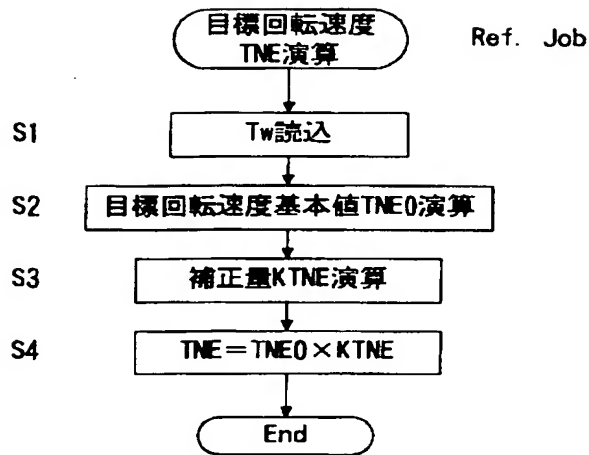 目標回転速度
TNE演算
Ref. Job
S1
Tw読込
S2
目標回転速度基本値TNE0演算
S3
補正量KTNE演算
S4
TNE=TNE0×KTNE
End